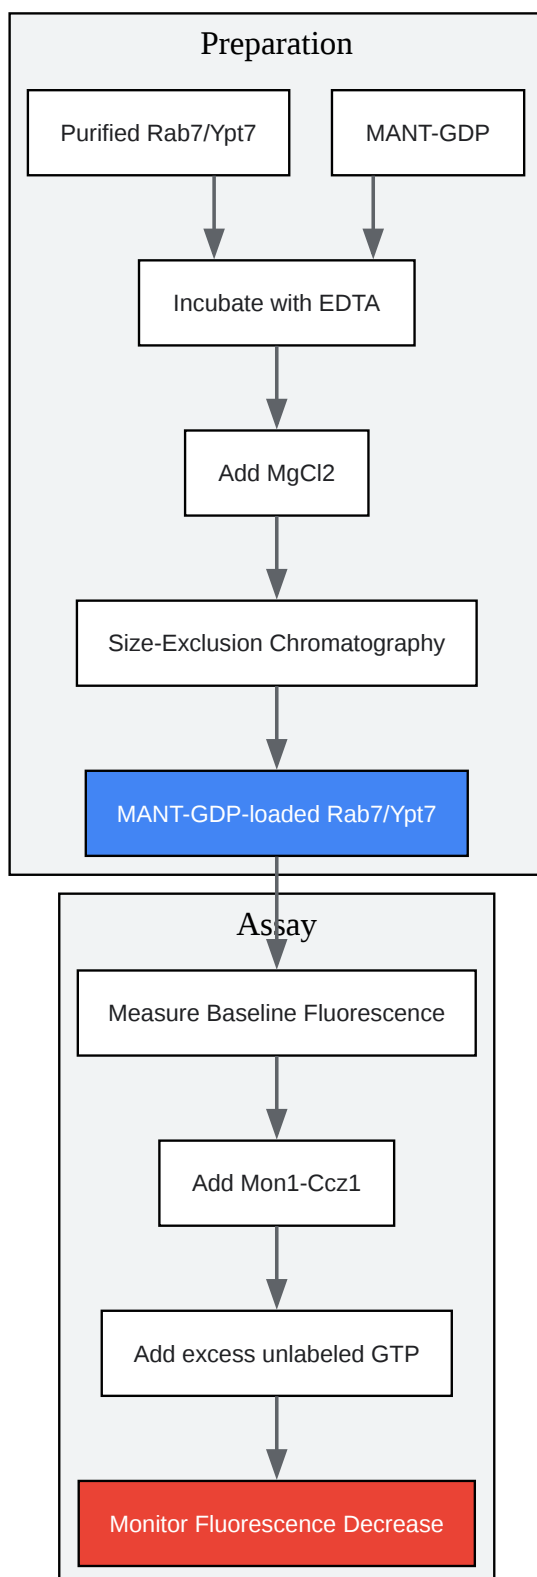 Preparation
Purified Rab7/Ypt7
MANT-GDP
Incubate with EDTA
Add MgCl2
Size-Exclusion Chromatography
MANT-GDP-loaded Rab7/Ypt7
Assay
Measure Baseline Fluorescence
Add Mon1-Ccz1
Add excess unlabeled GTP
Monitor Fluorescence Decrease